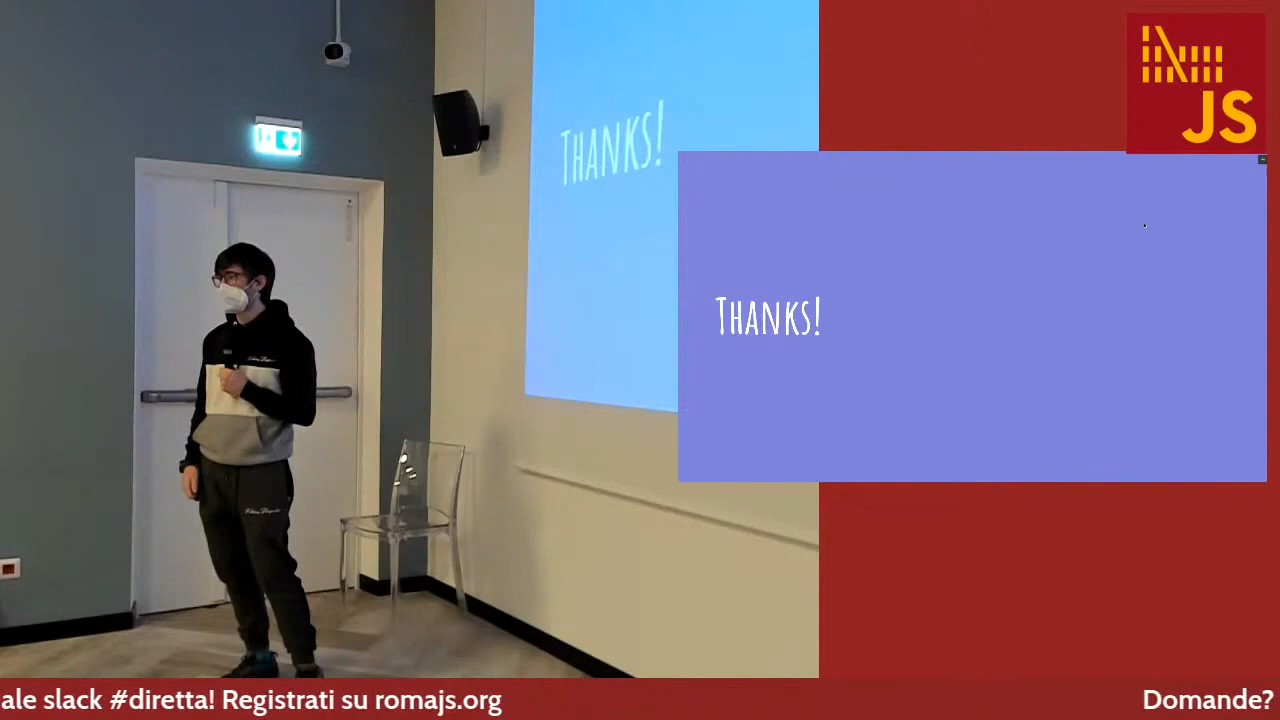 JS
THANKS!
THANKS!
ale slack #diretta! Registrati su romajs.org
Domande?